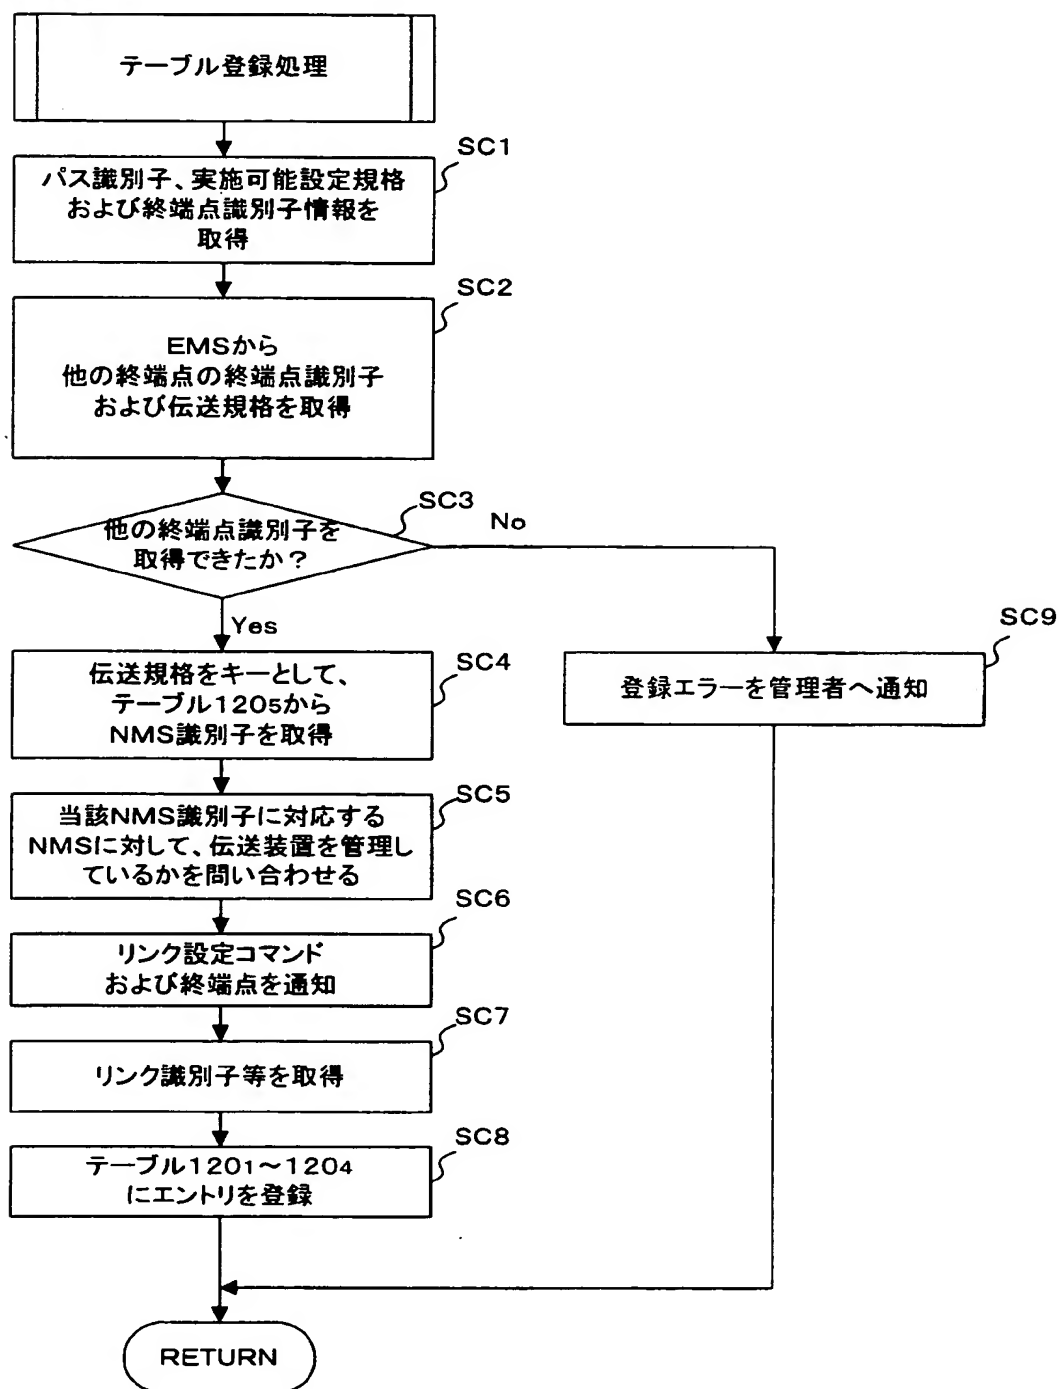 テーブル登録処理
SC1
パス識別子、実施可能設定規格
および終端点識別子情報を
取得
SC2
EMSから
他の終端点の終端点識別子
および伝送規格を取得
SC3
他の終端点識別子を
取得できたか？
No
Yes
SC4
伝送規格をキーとして、
テーブル1205から
NMS識別子を取得
SC9
登録エラーを管理者へ通知
SC5
当該NMS識別子に対応する
NMSに対して、伝送装置を管理し
ているかを問い合わせる
SC6
リンク設定コマンド
および終端点を通知
SC7
リンク識別子等を取得
SC8
テーブル1201～1204
にエントリを登録
RETURN